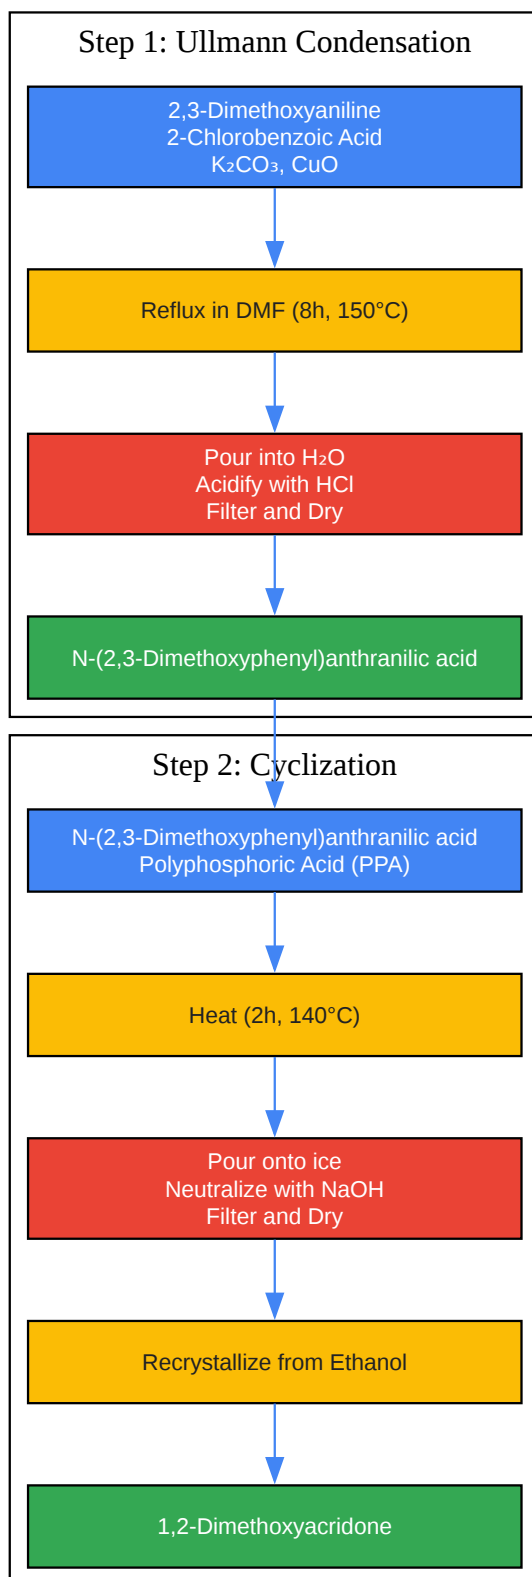 Step 1: Ullmann Condensation
2,3-Dimethoxyaniline
2-Chlorobenzoic Acid
K₂CO₃, CuO
Reflux in DMF (8h, 150°C)
Pour into H₂O
Acidify with HCl
Filter and Dry
N-(2,3-Dimethoxyphenyl)anthranilic acid
Step 2: Cyclization
N-(2,3-Dimethoxyphenyl)anthranilic acid
Polyphosphoric Acid (PPA)
Heat (2h, 140°C)
Pour onto ice
Neutralize with NaOH
Filter and Dry
Recrystallize from Ethanol
1,2-Dimethoxyacridone